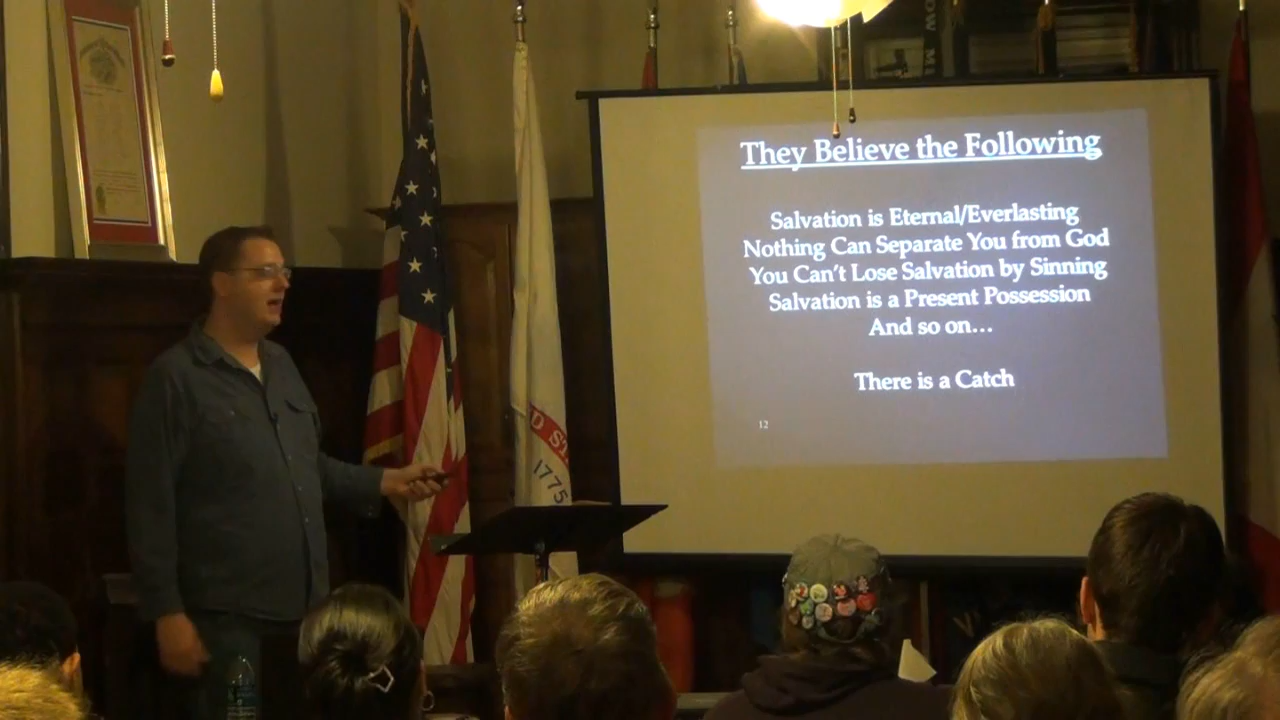 They Believe the Following
Salvation is Eternal/Everlasting
Nothing Can Separate You from God
You Can't Lose Salvation by Sinning
Salvation is a Present Possession
And so on...
There is a Catch
12
1775